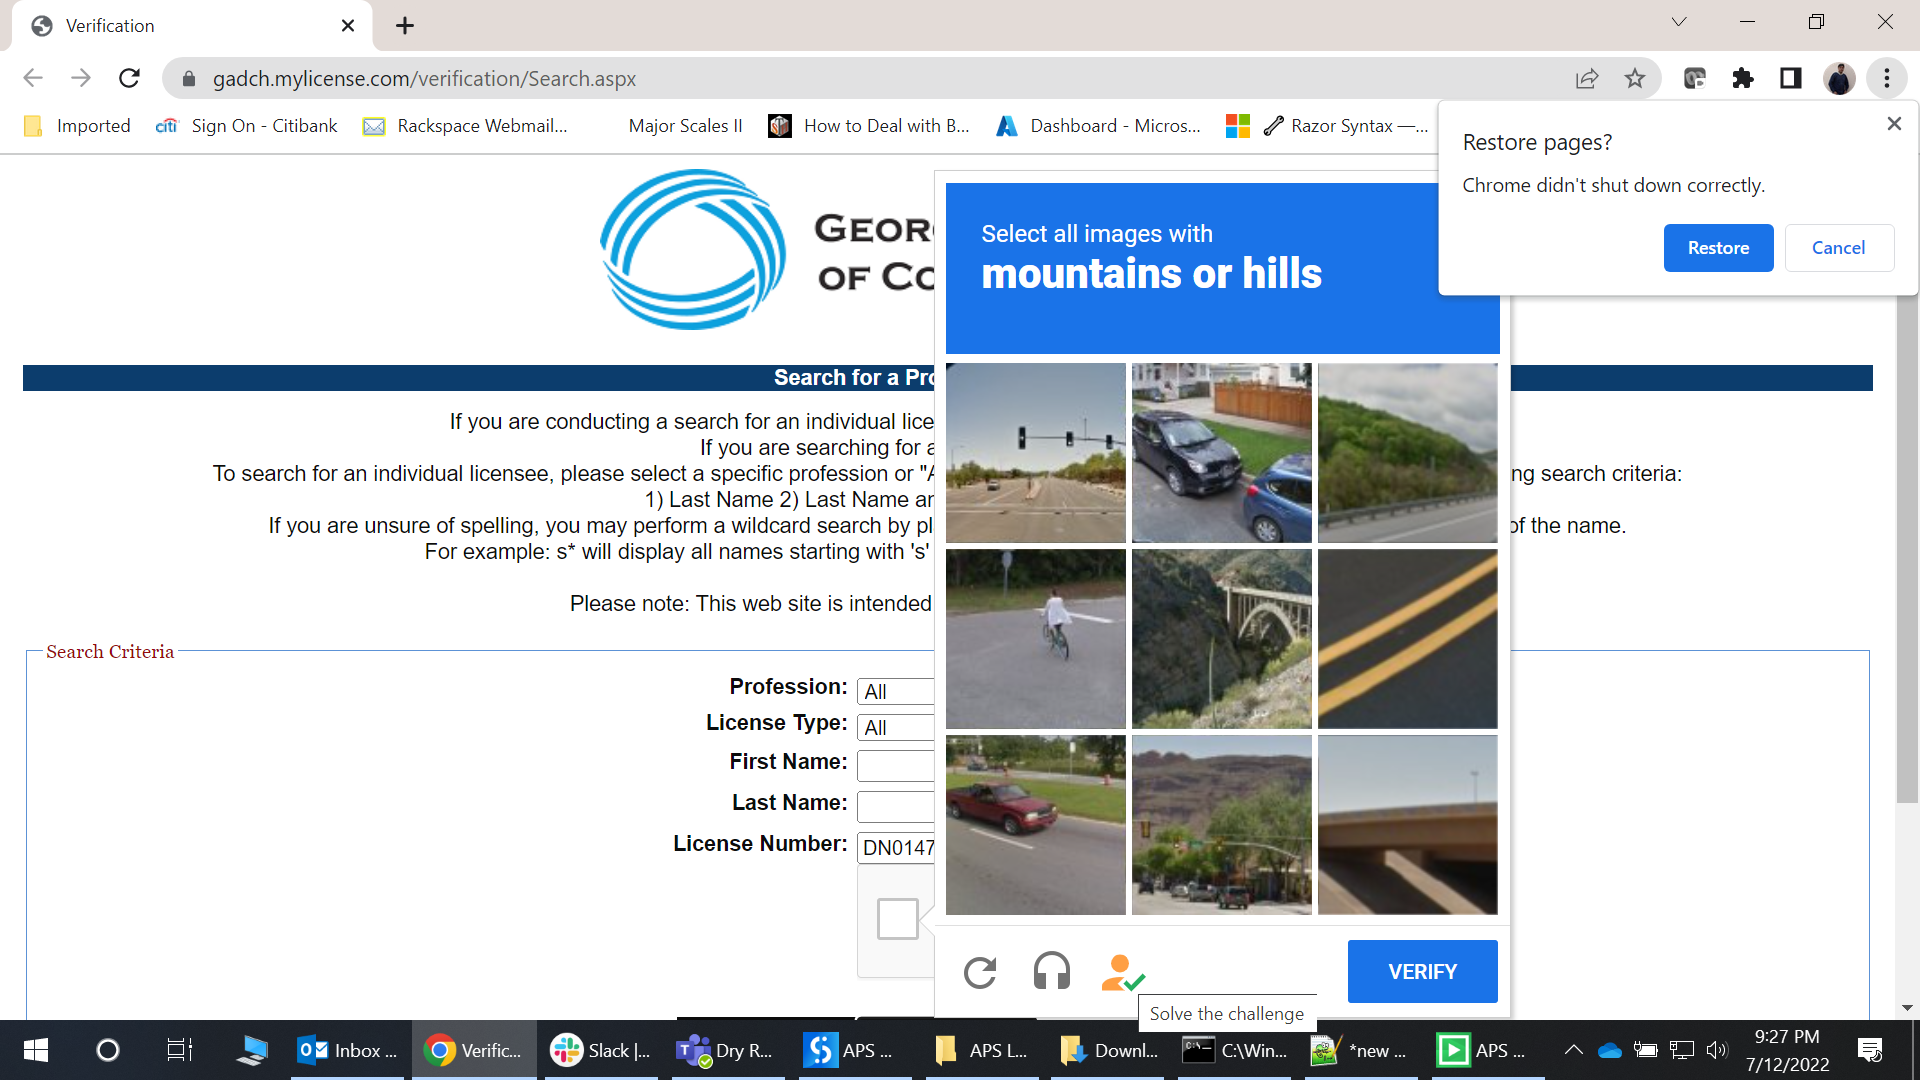 Verification
gadch.mylicense.com/verification/Search.aspx
Imported
citi Sign On - Citibank
Rackspace Webmail...
Major Scales II
How to Deal with B...
Dashboard - Micros...
Razor Syntax —...
Restore pages?
Chrome didn't shut down correctly.
Restore
Cancel
GEOR
OF CO
Select all images with
mountains or hills
Search for a Pro
If you are conducting a search for an individual lice
If you are searching for a
To search for an individual licensee, please select a specific profession or "A
ng search criteria:
1) Last Name 2) Last Name an
If you are unsure of spelling, you may perform a wildcard search by pl
of the name.
For example: s* will display all names starting with 's'
Please note: This web site is intended
Search Criteria
Profession: All
License Type: All
First Name:
Last Name:
License Number: DN0147
VERIFY
Solve the challenge
Inbox ...
Verific...
Slack |...
Dry R...
APS ...
APS L...
Downl...
C:\Win...
*new ...
APS ...
9:27 PM
7/12/2022